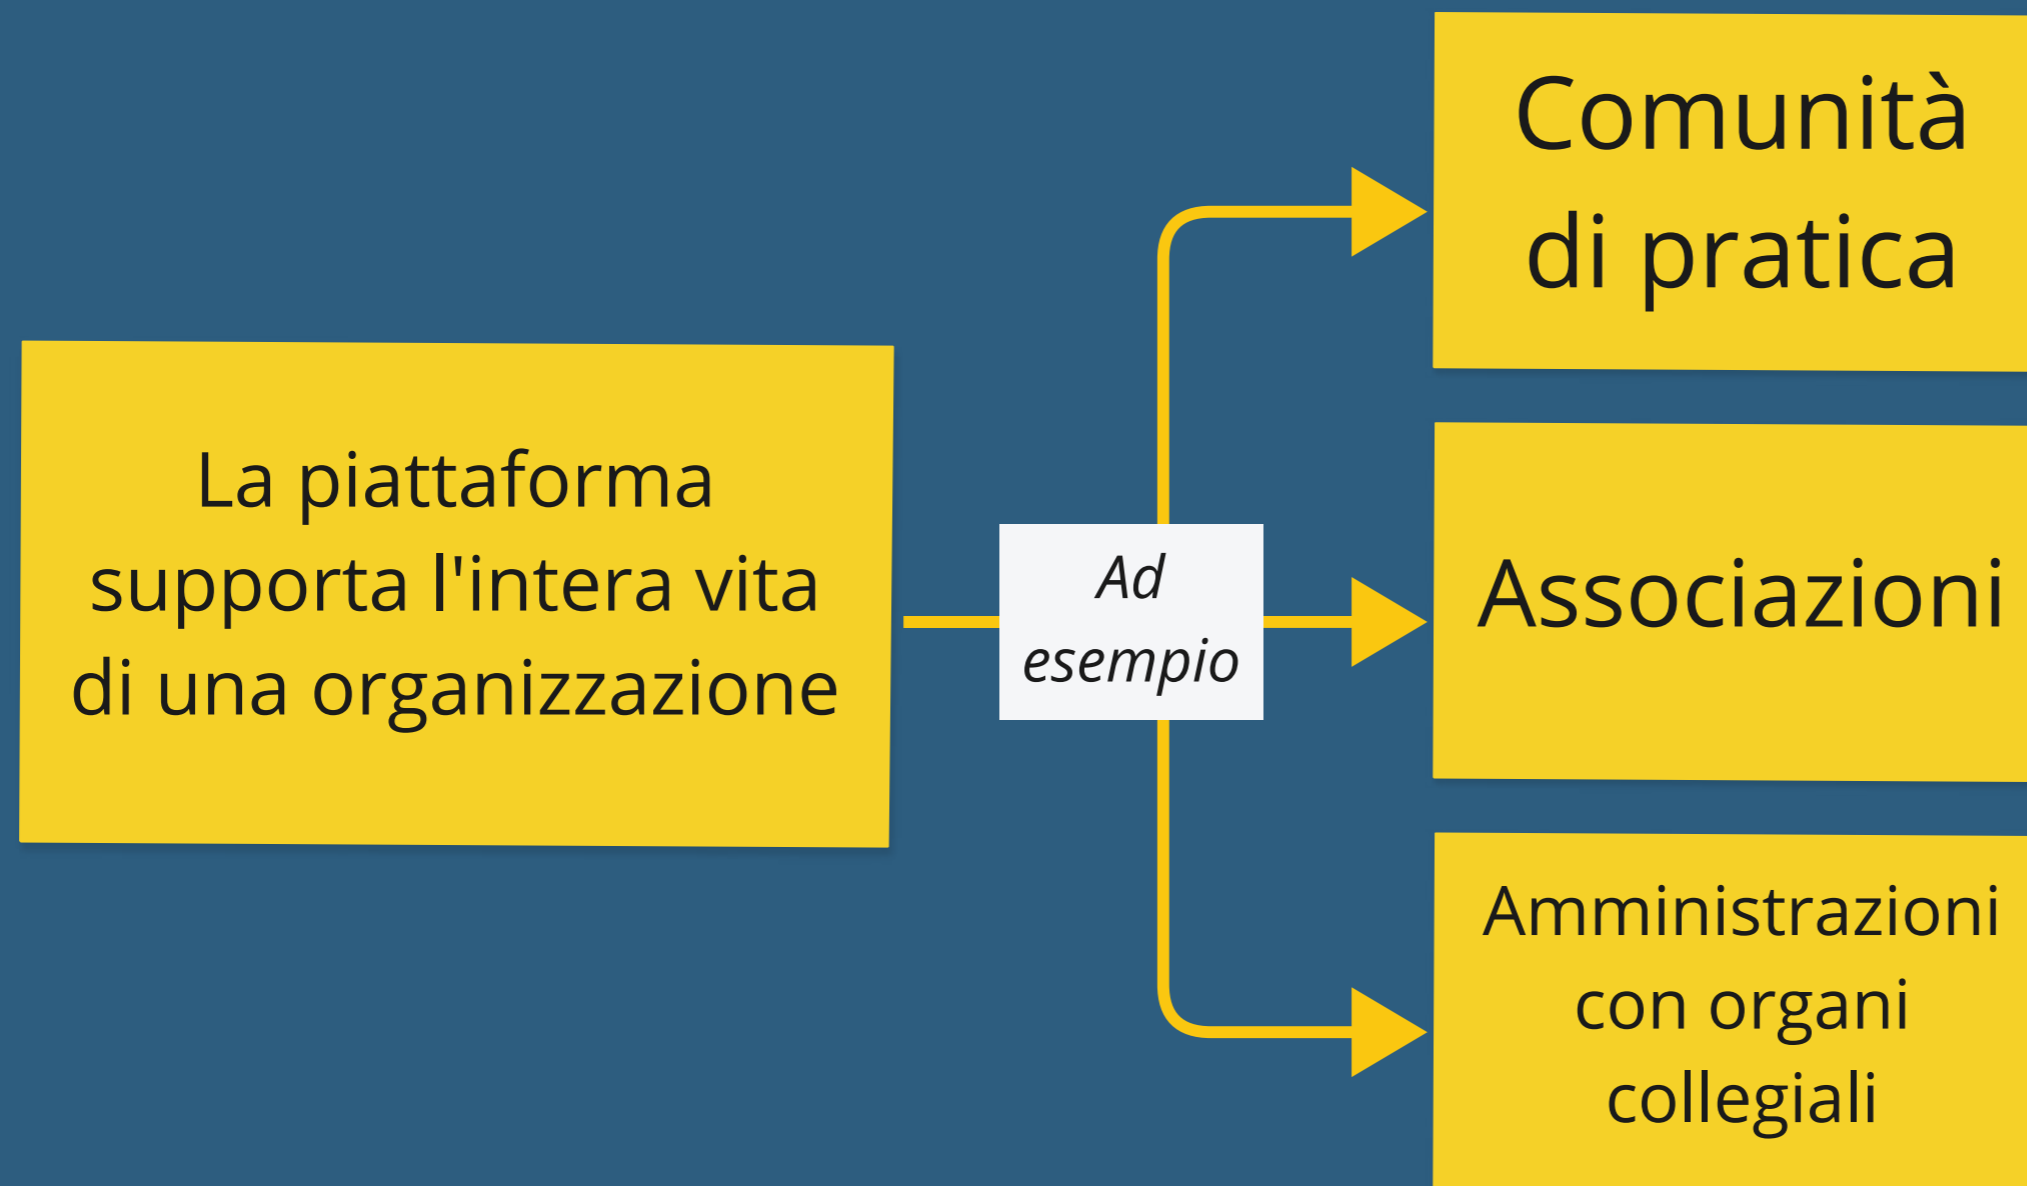 La piattaforma
supporta l'intera vita
di una organizzazione
Ad
esempio
Comunità
di pratica
Associazioni
Amministrazioni
con organi
collegiali